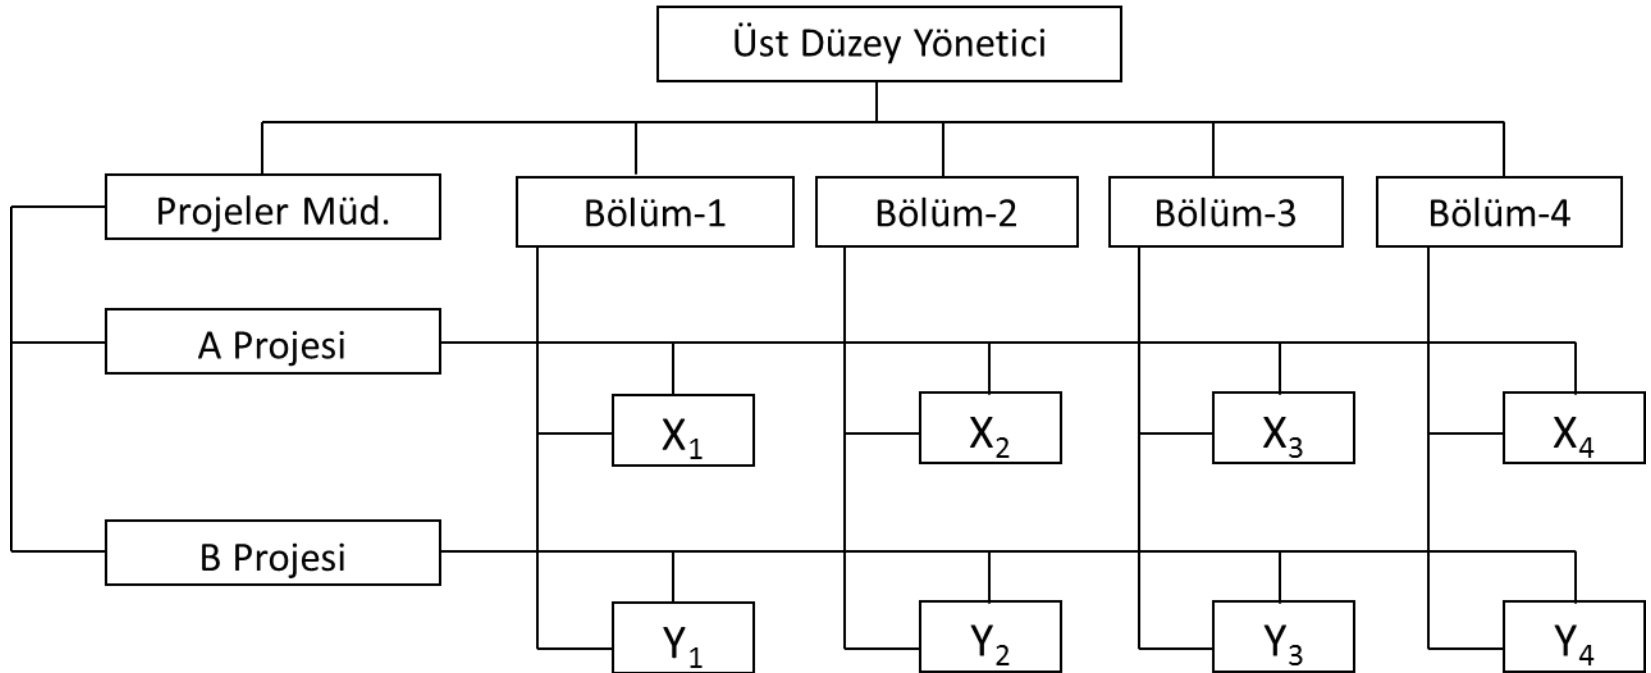 Üst Düzey Yönetici
Projeler Müd.
Bölüm-1
Bölüm-2
Bölüm-3
Bölüm-4
A Projesi
X₁
X₂
X₃
X₄
B Projesi
Y₁
Y₂
Y₃
Y₄